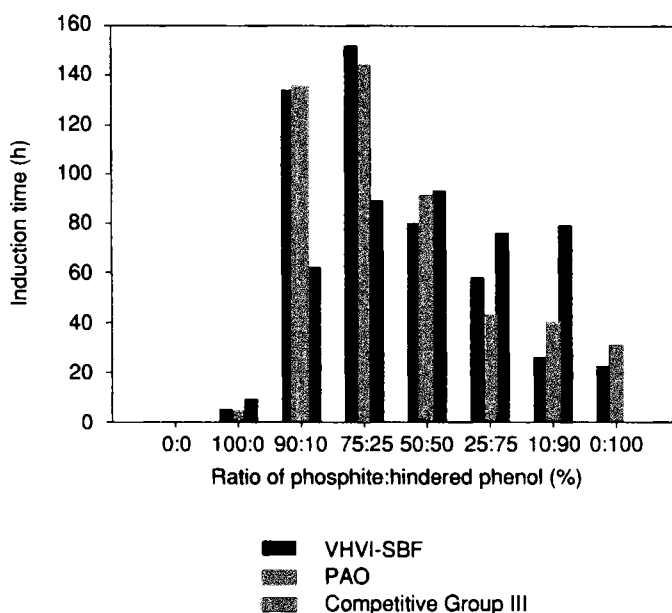 160
140
120
100
80
60
40
20
0
Induction time (h)
0:0 100:0 90:10 75:25 50:50 25:75 10:90 0:100
Ratio of phosphite:hindered phenol (%)
VHVI-SBF
PAO
Competitive Group III